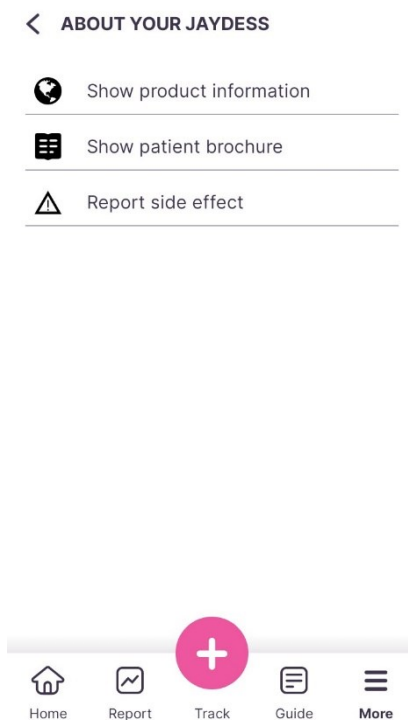 ABOUT YOUR JAYDESS
Show product information
Show patient brochure
Report side effect
Home Report Track Guide More